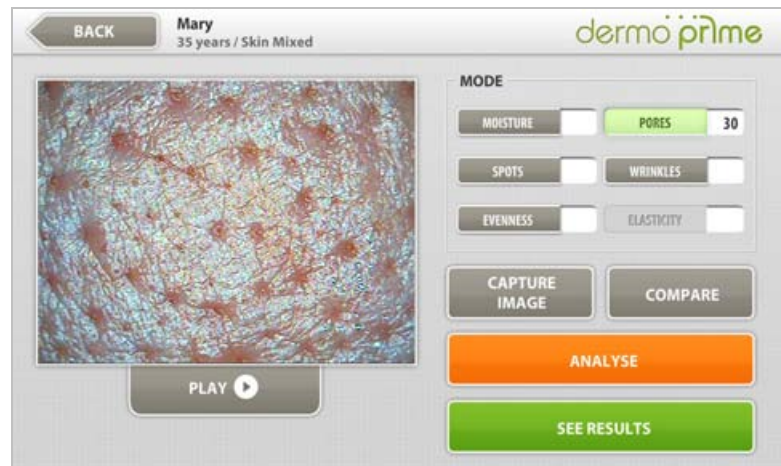 BACK
Mary
35 years / Skin Mixed
dermo prime
MODE
MOISTURE
PORES 30
SPOTS
WRINKLES
EVENNESS
ELASTICITY
CAPTURE
IMAGE
COMPARE
ANALYSE
PLAY
SEE RESULTS